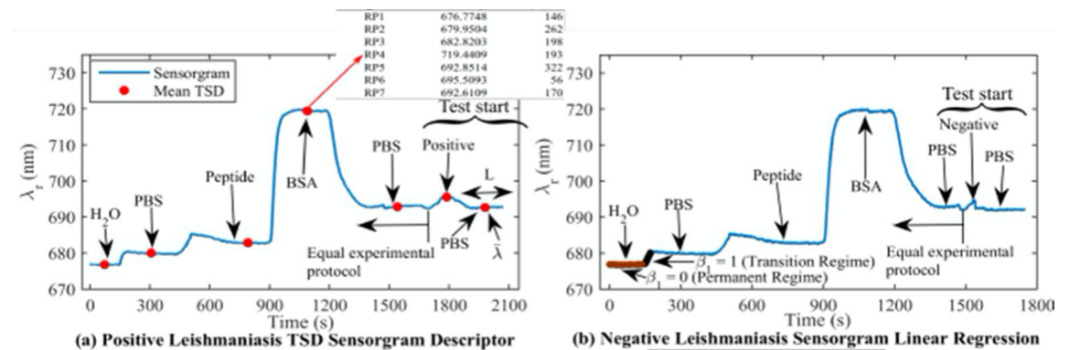 RP1 676.7748 146
RP2 679.9504 262
RP3 682.8203 198
RP4 719.4409 193
RP5 692.8514 322
RP6 695.5093 56
RP7 692.6109 170
730
720
710
700
690
680
670
λr (nm)
Sensorgram
Mean TSD
Test start
H2O
PBS
Peptide
BSA
PBS
Positive
L
PBS
λ̄
Equal experimental
protocol
0 300 600 900 1200 1500 1800 2100
Time (s)
(a) Positive Leishmaniasis TSD Sensorgram Descriptor
730
720
710
700
690
680
670
λr (nm)
Test start
Negative
H2O
PBS
Peptide
BSA
PBS
PBS
Equal experimental
protocol
β1 = 1 (Transition Regime)
β1 = 0 (Permanent Regime)
0 300 600 900 1200 1500 1800
Time (s)
(b) Negative Leishmaniasis Sensorgram Linear Regression